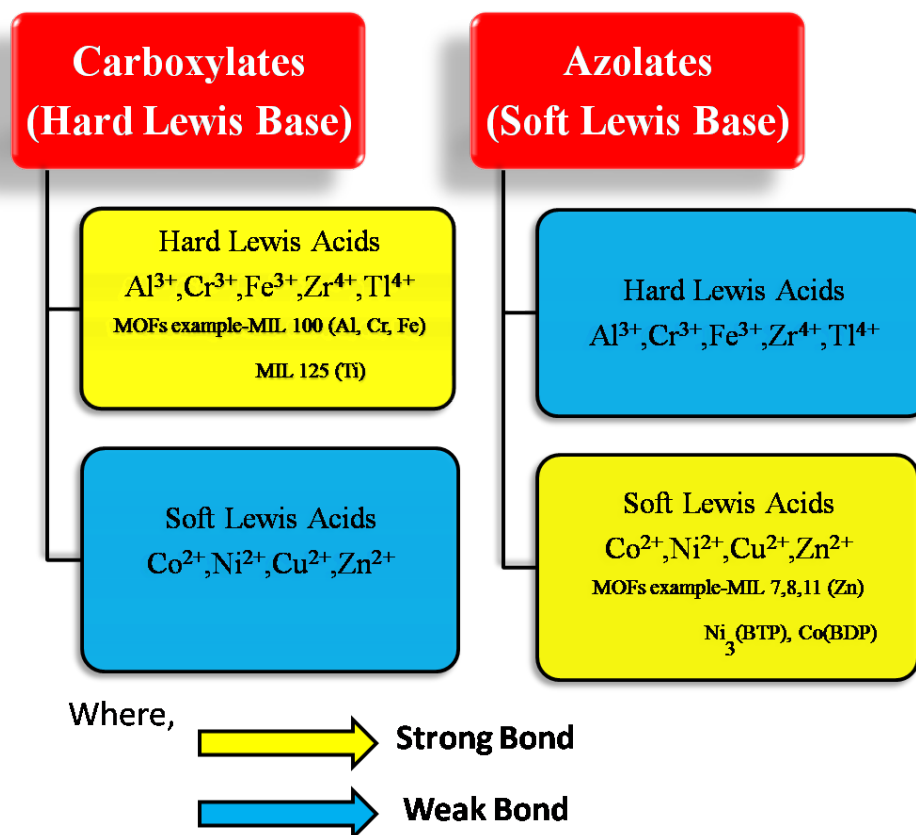 Carboxylates
(Hard Lewis Base)
Hard Lewis Acids
Al³⁺,Cr³⁺,Fe³⁺,Zr⁴⁺,Tl⁴⁺
MOFs example-MIL 100 (Al, Cr, Fe)
MIL 125 (Ti)
Soft Lewis Acids
Co²⁺,Ni²⁺,Cu²⁺,Zn²⁺
Azolates
(Soft Lewis Base)
Hard Lewis Acids
Al³⁺,Cr³⁺,Fe³⁺,Zr⁴⁺,Tl⁴⁺
Soft Lewis Acids
Co²⁺,Ni²⁺,Cu²⁺,Zn²⁺
MOFs example-MIL 7,8,11 (Zn)
Ni₃(BTP), Co(BDP)
Where,
Strong Bond
Weak Bond